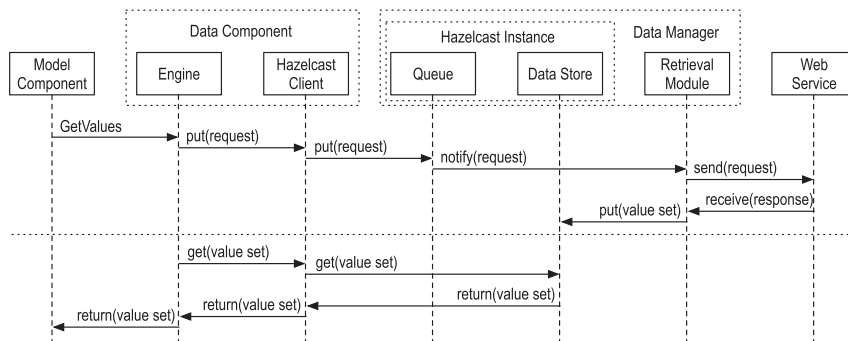 Data Component
Hazelcast Instance
Data Manager
Model
Component
Engine
Hazelcast
Client
Queue
Data Store
Retrieval
Module
Web
Service
GetValues
put(request)
put(request)
notify(request)
send(request)
receive(response)
put(value set)
get(value set)
get(value set)
return(value set)
return(value set)
return(value set)